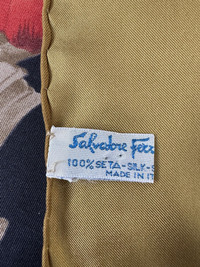 Salvatore Ferr
100% SETA-SILK-S
MADE IN IT